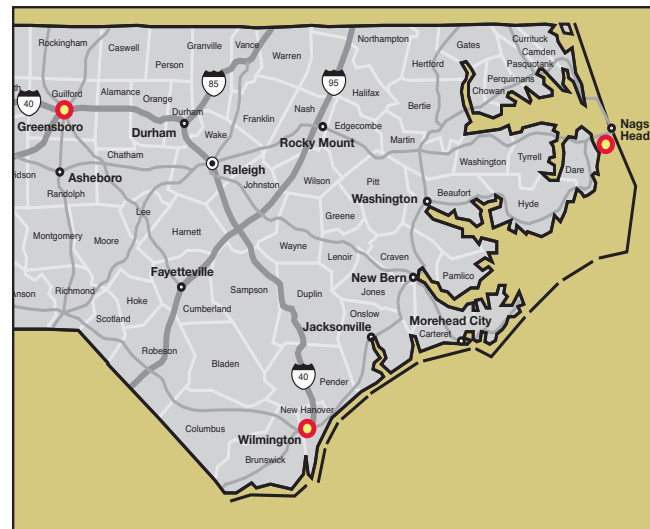 Rockingham
Caswell
Person
Granville
Vance
Warren
Northampton
Gates
Currituck
Camden
Pasquotank
Perquimans
Chowan
Hertford
Halifax
Bertie
40
Guilford
Greensboro
Alamance
Orange
Durham
Durham
85
95
Franklin
Nash
Wake
Edgecombe
Rocky Mount
Martin
Nags
Head
Washington
Tyrrell
Dare
Chatham
Raleigh
Asheboro
Randolph
Johnston
Wilson
Pitt
Beaufort
Washington
Hyde
Lee
Harnett
Greene
Montgomery
Moore
Wayne
Lenoir
Craven
Pamlico
Fayetteville
New Bern
Jones
Richmond
Hoke
Cumberland
Sampson
Duplin
Scotland
Onslow
Jacksonville
Morehead City
Carteret
Robeson
Bladen
40
Pender
New Hanover
Columbus
Wilmington
Brunswick